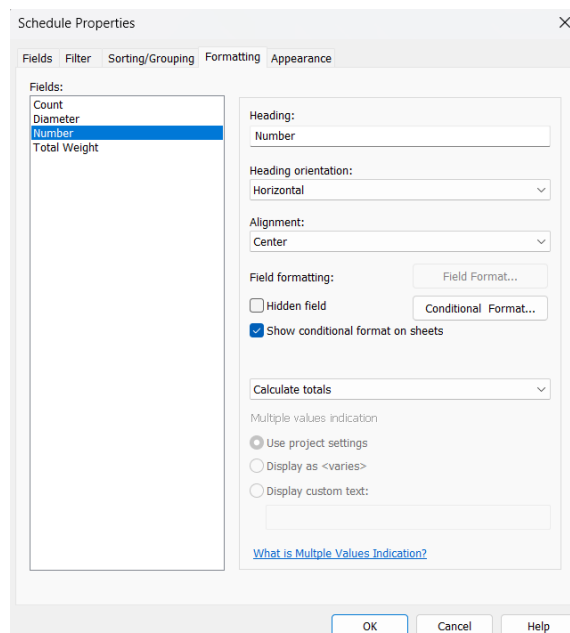 Schedule Properties
Fields Filter Sorting/Grouping Formatting Appearance
Fields:
Count
Diameter
Number
Total Weight
Heading:
Number
Heading orientation:
Horizontal
Alignment:
Center
Field formatting: Field Format...
Hidden field Conditional Format...
Show conditional format on sheets
Calculate totals
Multiple values indication
Use project settings
Display as <varies>
Display custom text:
What is Multple Values Indication?
OK Cancel Help